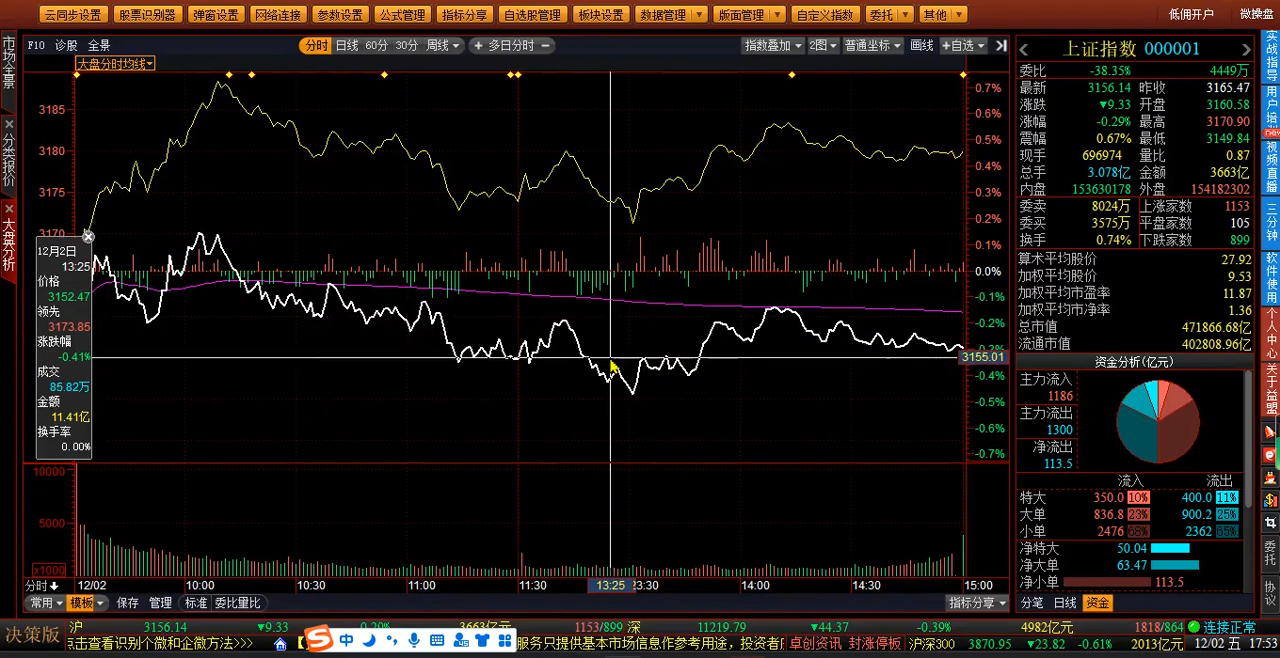 云同步设置 股票识别器 弹窗设置 网络连接 参数设置 公式管理 指标分享 自选股管理 板块设置 数据管理 版面管理 自定义指数 委托 其他 低佣开户 微操盘
F10 诊股 全景 分时 日线 60分 30分 周线 + 多日分时 − 指数叠加 2图 普通坐标 画线 +自选
大盘分时均线
市场全景
分类报价
大盘分析
3185
3180
3175
3170
0.7%
0.6%
0.5%
0.4%
0.3%
0.2%
0.1%
0.0%
-0.1%
-0.2%
3155.01
-0.4%
-0.5%
-0.6%
-0.7%
12月2日
13:25
价格
3152.47
领先
3173.85
涨跌幅
-0.41%
成交
85.82万
金额
11.41亿
换手率
0.00%
10000
5000
x1000
分时 12/02 10:00 10:30 11:00 11:30 13:25 3:30 14:00 14:30 15:00
常用 模板 保存 管理 标准 委比量比 指标分享
上证指数 000001
委比 -38.35% 4449万
最新 3156.14 昨收 3165.47
涨跌 ▼9.33 开盘 3160.58
涨幅 -0.29% 最高 3170.90
震幅 0.67% 最低 3149.84
现手 696974 量比 0.87
总手 3.078亿 金额 3663亿
内盘 153630178 外盘 154182302
委卖 8024万 上涨家数 1153
委买 3575万 平盘家数 105
换手 0.74% 下跌家数 899
算术平均股价 27.92
加权平均股价 9.53
加权平均市盈率 11.87
加权平均市净率 1.36
总市值 471866.68亿
流通市值 402808.96亿
资金分析(亿元)
主力流入
1186
主力流出
1300
净流出
113.5
流入 流出
特大 350.0 10% 400.0 11%
大单 836.8 23% 900.2 25%
小单 2476 68% 2362 65%
净特大 50.04
净大单 63.47
净小单 113.5
分笔 日线 资金
实战指导
用户培训
new
视频直播
三分钟
软件使用
个人中心
关于益盟
委托
协议
决策版 沪 3156.14 ▼9.33 3663亿元 1153/899 深 11219.79 ▼44.37 -0.39% 4982亿元 1818/864 连接正常
击查看识别个微和企微方法>>> 中 服务只提供基本市场信息作参考用途，投资者 卓创资讯 封涨停板 沪深300 3870.95 ▼23.82 -0.61% 2013亿元 12/02 五 17:53